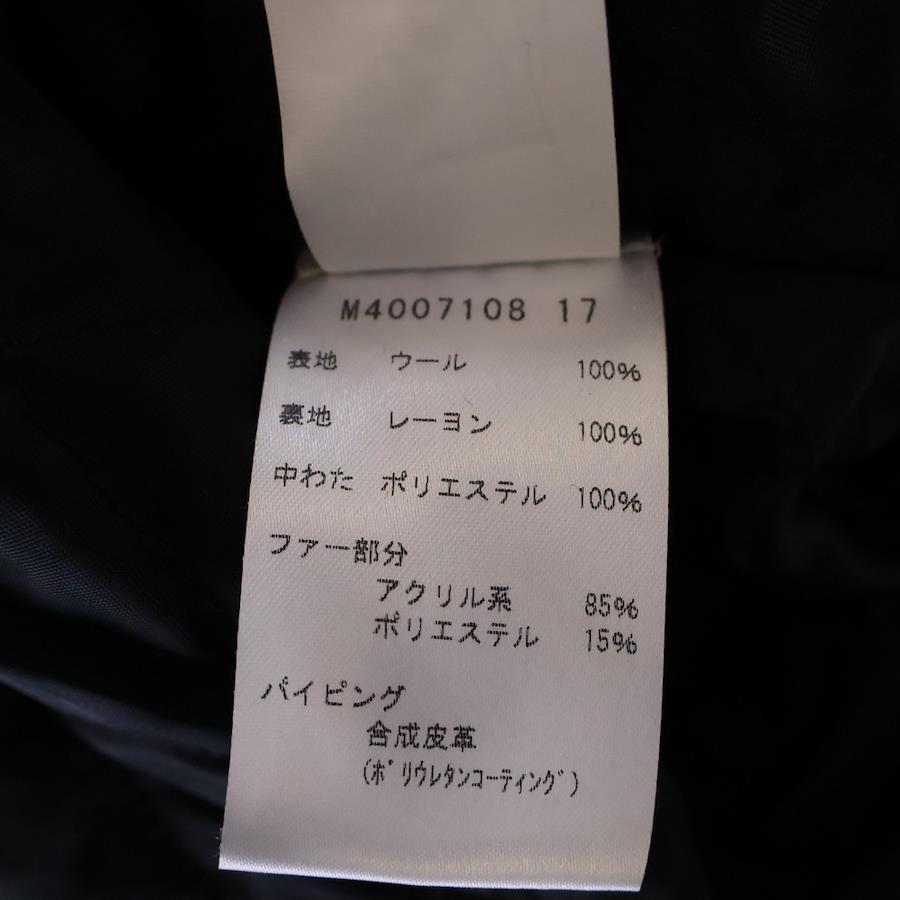 M4007108 17
表地 ウール 100%
裏地 レーヨン 100%
中わた ポリエステル 100%
ファー部分
アクリル系 85%
ポリエステル 15%
パイピング
合成皮革
(ポリウレタンコーティング)